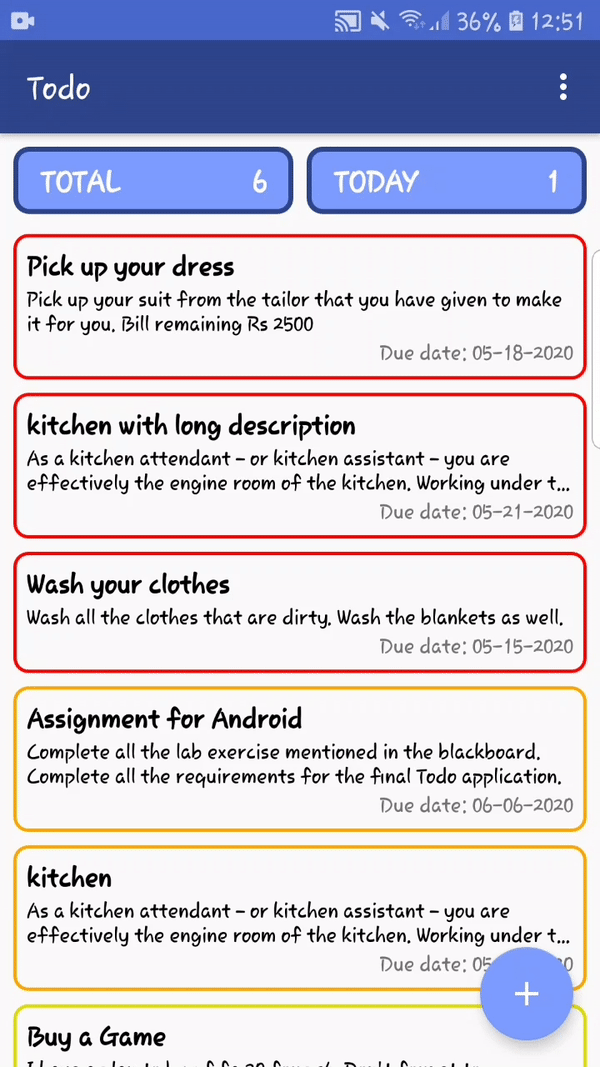 36% 12:51
Todo
TOTAL 6 TODAY 1
Pick up your dress
Pick up your suit from the tailor that you have given to make
it for you. Bill remaining Rs 2500
Due date: 05-18-2020
kitchen with long description
As a kitchen attendant - or kitchen assistant - you are
effectively the engine room of the kitchen. Working under t...
Due date: 05-21-2020
Wash your clothes
Wash all the clothes that are dirty. Wash the blankets as well.
Due date: 05-15-2020
Assignment for Android
Complete all the lab exercise mentioned in the blackboard.
Complete all the requirements for the final Todo application.
Due date: 06-06-2020
kitchen
As a kitchen attendant - or kitchen assistant - you are
effectively the engine room of the kitchen. Working under t...
Due date: 05
Buy a Game